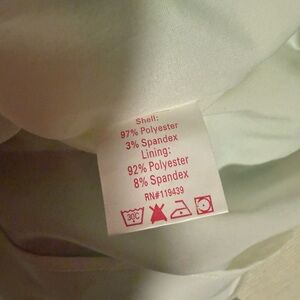 Shell:
97% Polyester
3% Spandex
Lining:
92% Polyester
8% Spandex
RN#119439
30C